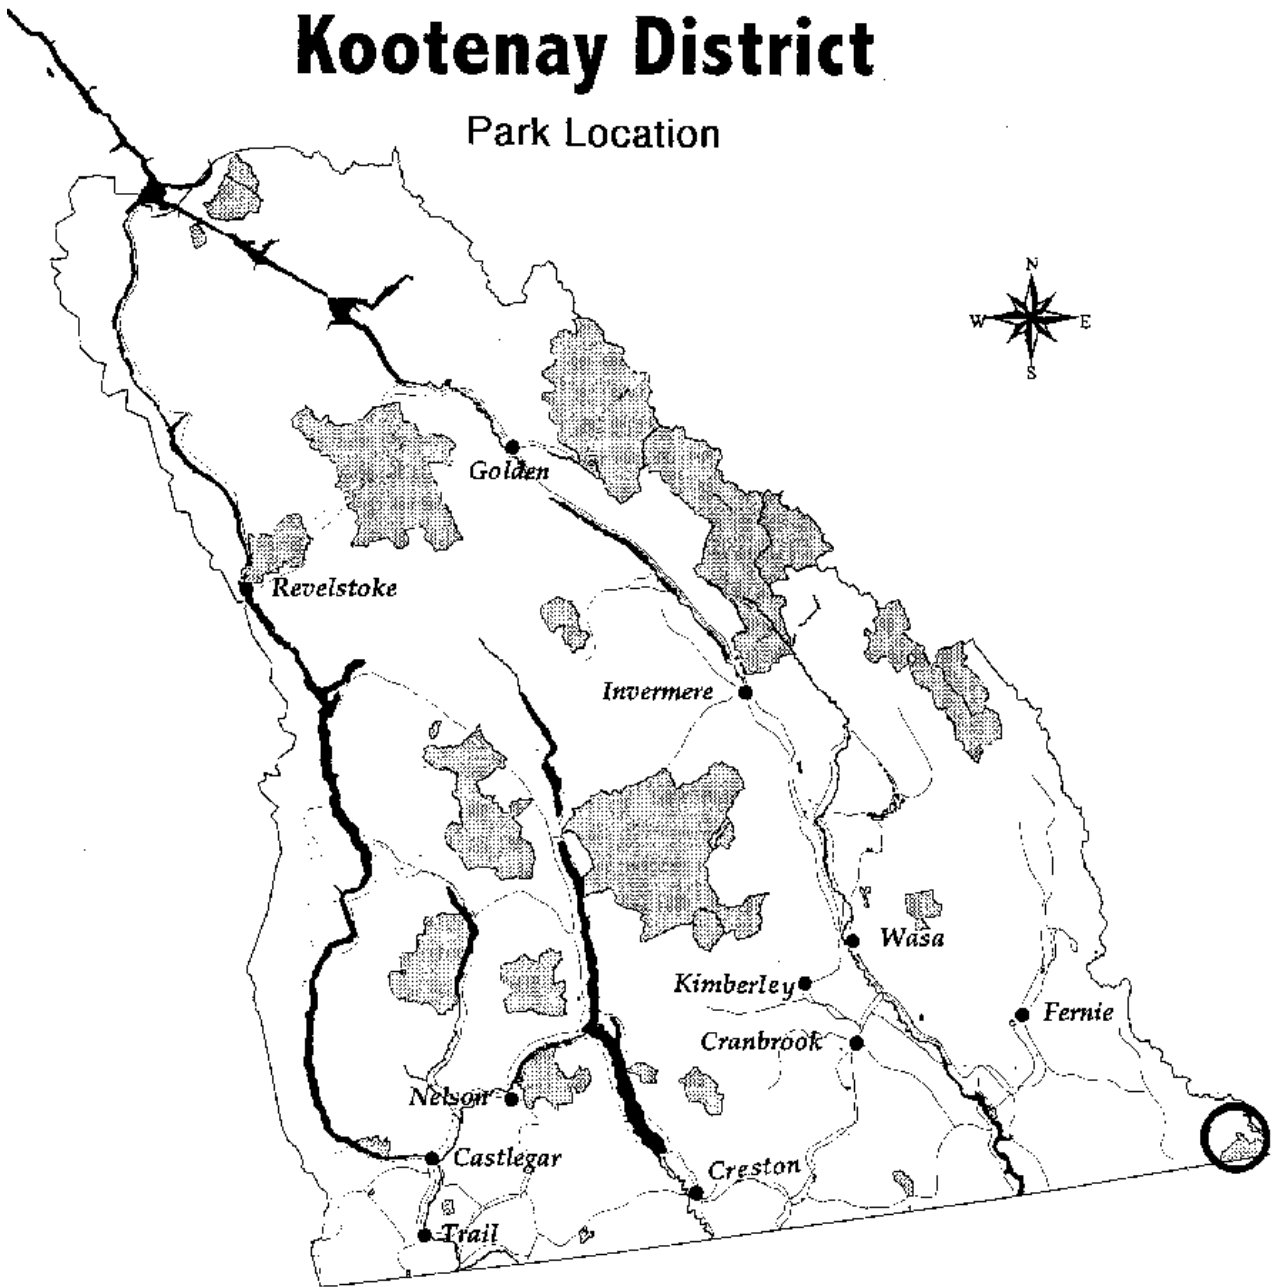 Kootenay District
Park Location
N
W E
S
Golden
Revelstoke
Invermere
Wasa
Kimberley
Fernie
Cranbrook
Nelson
Castlegar
Creston
Trail